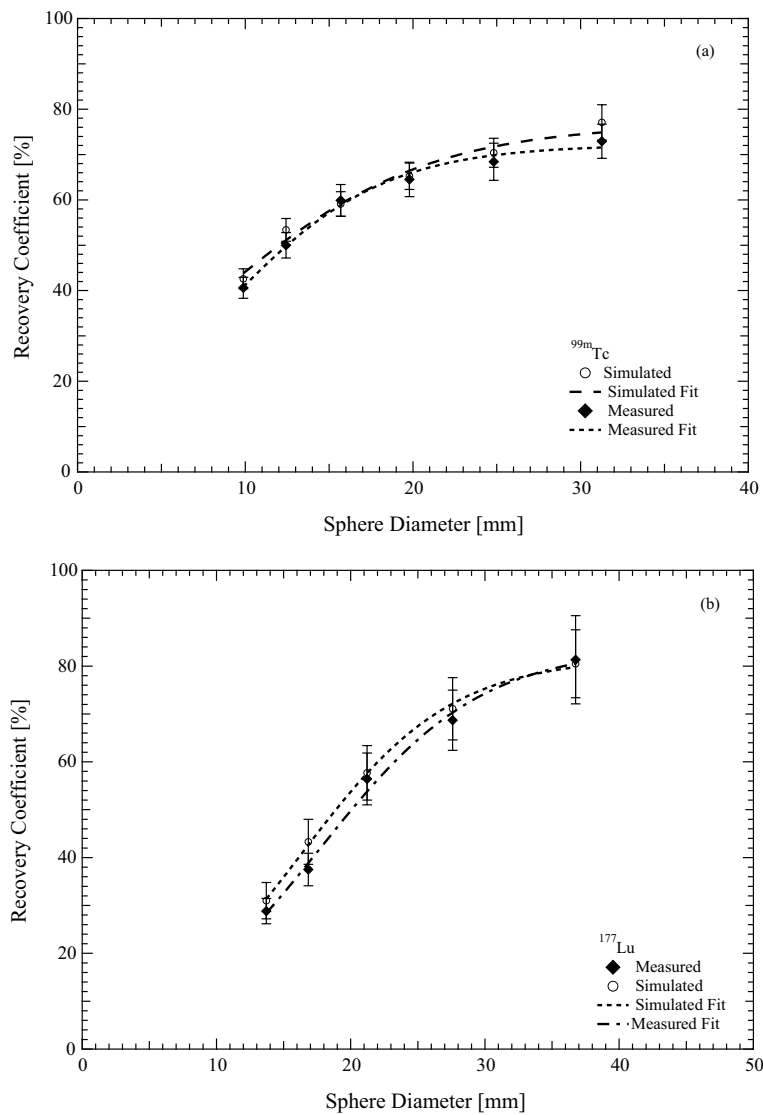 100
80
60
40
20
0
Recovery Coefficient [%]
(a)
99mTc
Simulated
Simulated Fit
Measured
Measured Fit
0 10 20 30 40
Sphere Diameter [mm]
100
80
60
40
20
0
Recovery Coefficient [%]
(b)
177Lu
Measured
Simulated
Simulated Fit
Measured Fit
0 10 20 30 40 50
Sphere Diameter [mm]